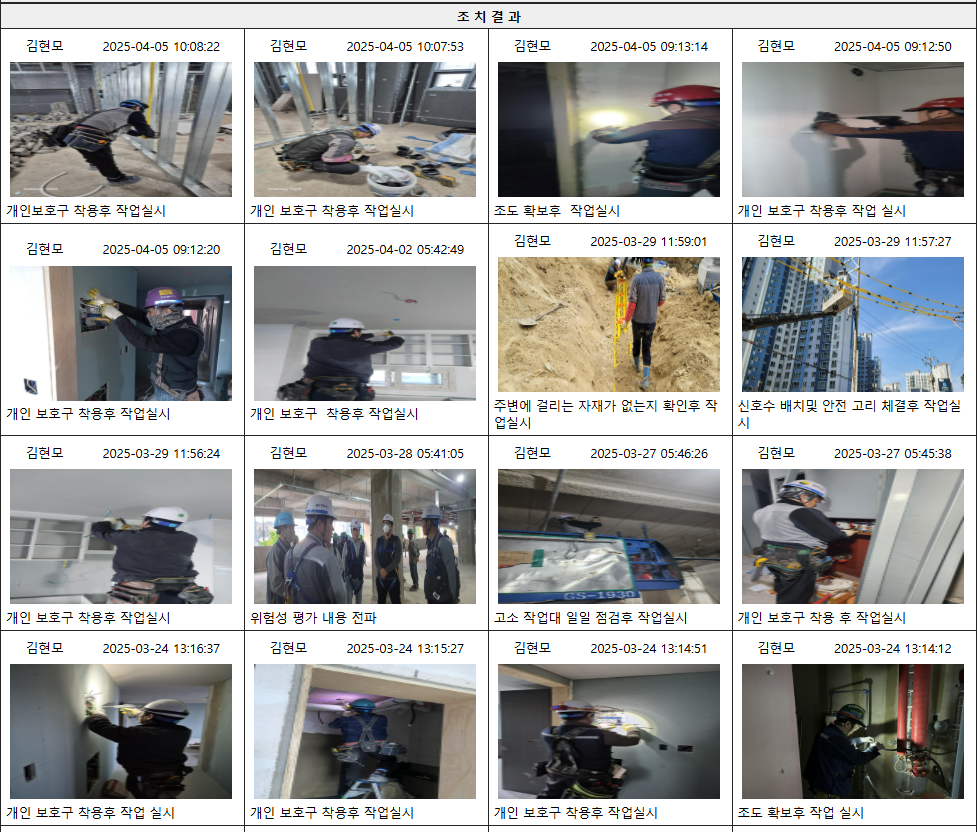 조 치 결 과
김현모 2025-04-05 10:08:22
김현모 2025-04-05 10:07:53
김현모 2025-04-05 09:13:14
김현모 2025-04-05 09:12:50
개인보호구 착용후 작업실시
개인 보호구 착용후 작업실시
조도 확보후  작업실시
개인 보호구 착용후 작업 실시
김현모 2025-04-05 09:12:20
김현모 2025-04-02 05:42:49
김현모 2025-03-29 11:59:01
김현모 2025-03-29 11:57:27
개인 보호구 착용후 작업실시
개인 보호구  착용후 작업실시
주변에 걸리는 자재가 없는지 확인후 작
업실시
신호수 배치및 안전 고리 체결후 작업실
시
김현모 2025-03-29 11:56:24
김현모 2025-03-28 05:41:05
김현모 2025-03-27 05:46:26
김현모 2025-03-27 05:45:38
GS-1930
개인 보호구 착용후 작업실시
위험성 평가 내용 전파
고소 작업대 일일 점검후 작업실시
개인 보호구 착용 후 작업실시
김현모 2025-03-24 13:16:37
김현모 2025-03-24 13:15:27
김현모 2025-03-24 13:14:51
김현모 2025-03-24 13:14:12
개인 보호구 착용후 작업 실시
개인 보호구 착용후 작업실시
개인 보호구 착용후 작업실시
조도 확보후 작업 실시